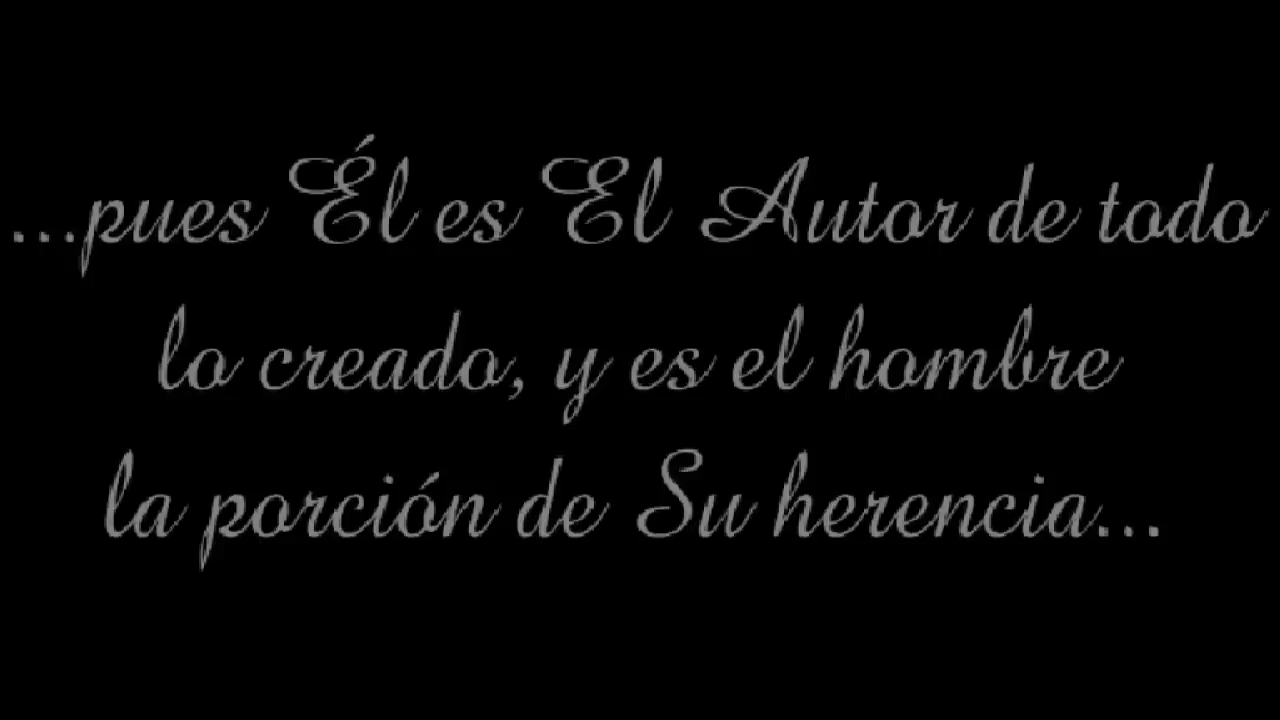 ...pues Él es El Autor de todo
lo creado, y es el hombre
la porción de Su herencia...